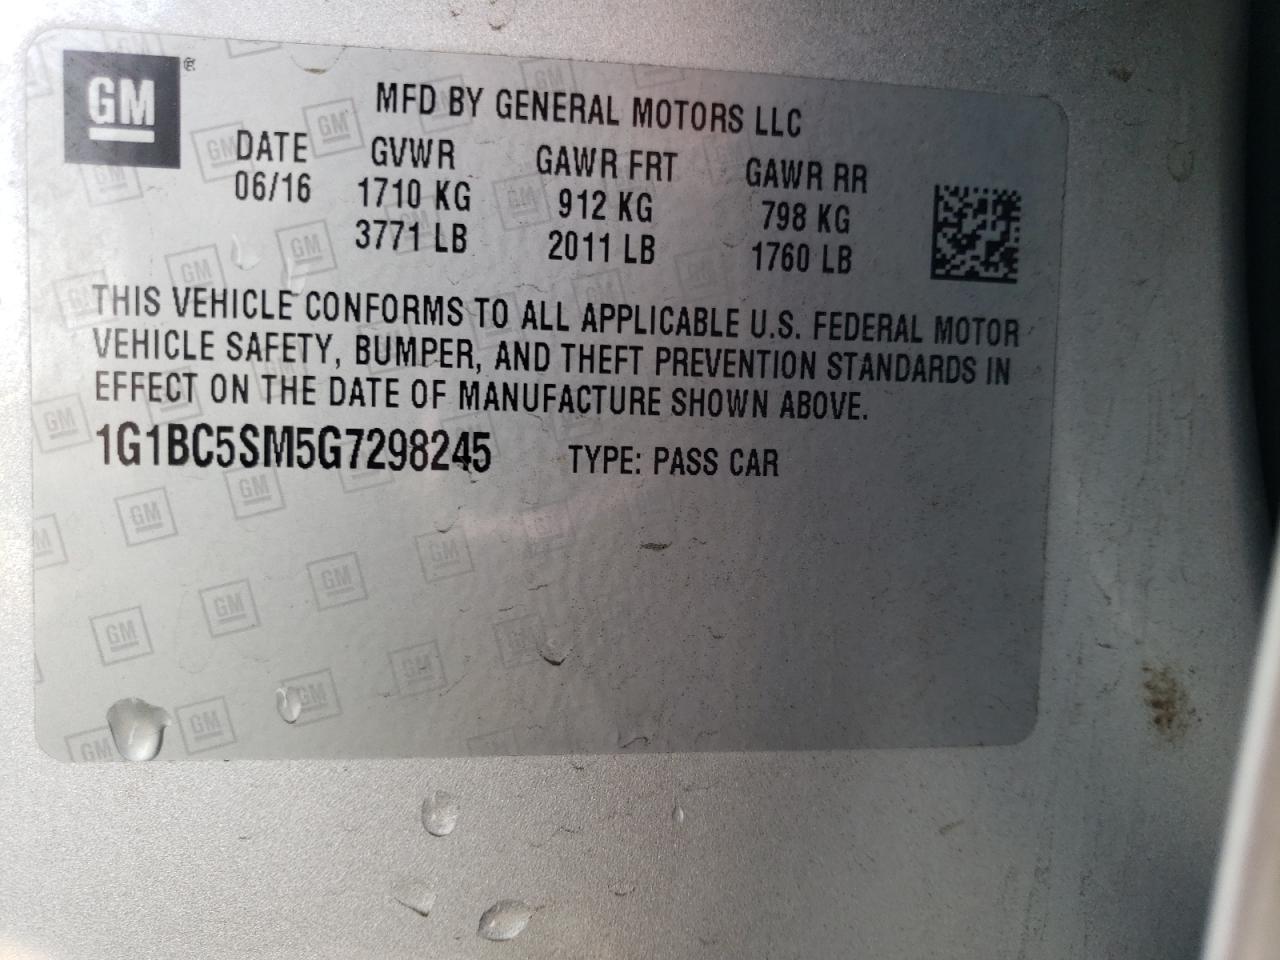 GM ®
MFD BY GENERAL MOTORS LLC
DATE GVWR GAWR FRT GAWR RR
06/16 1710 KG 912 KG 798 KG
3771 LB 2011 LB 1760 LB
THIS VEHICLE CONFORMS TO ALL APPLICABLE U.S. FEDERAL MOTOR
VEHICLE SAFETY, BUMPER, AND THEFT PREVENTION STANDARDS IN
EFFECT ON THE DATE OF MANUFACTURE SHOWN ABOVE.
1G1BC5SM5G7298245 TYPE: PASS CAR